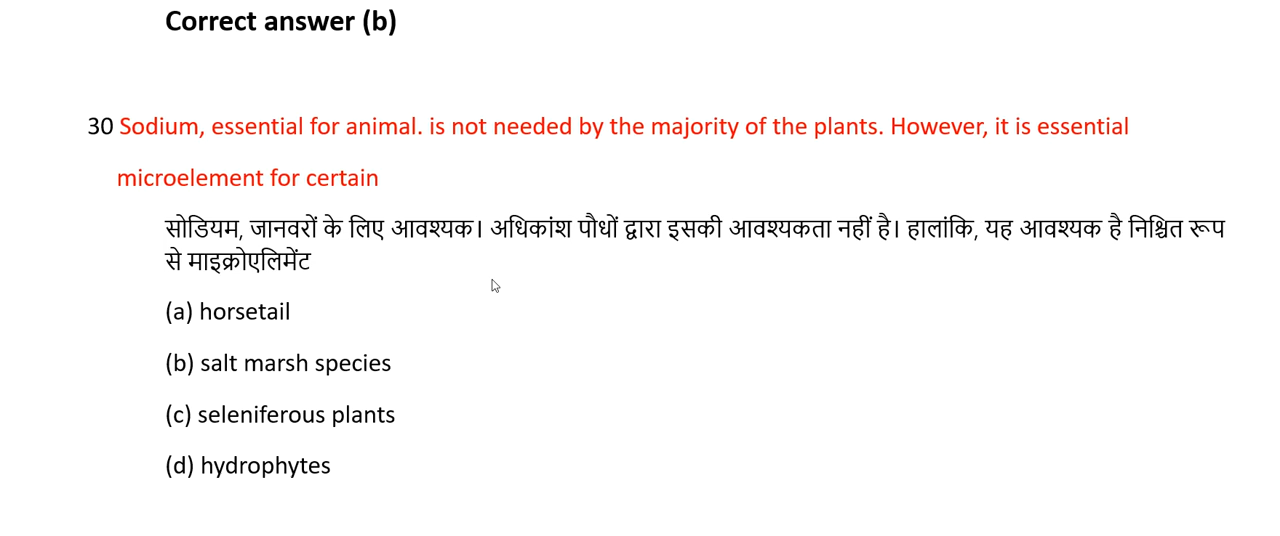 Correct answer (b)
30 Sodium, essential for animal. is not needed by the majority of the plants. However, it is essential
microelement for certain
सोडियम, जानवरों के लिए आवश्यक। अधिकांश पौधों द्वारा इसकी आवश्यकता नहीं है। हालांकि, यह आवश्यक है निश्चित रूप
से माइक्रोएलिमेंट
(a) horsetail
(b) salt marsh species
(c) seleniferous plants
(d) hydrophytes